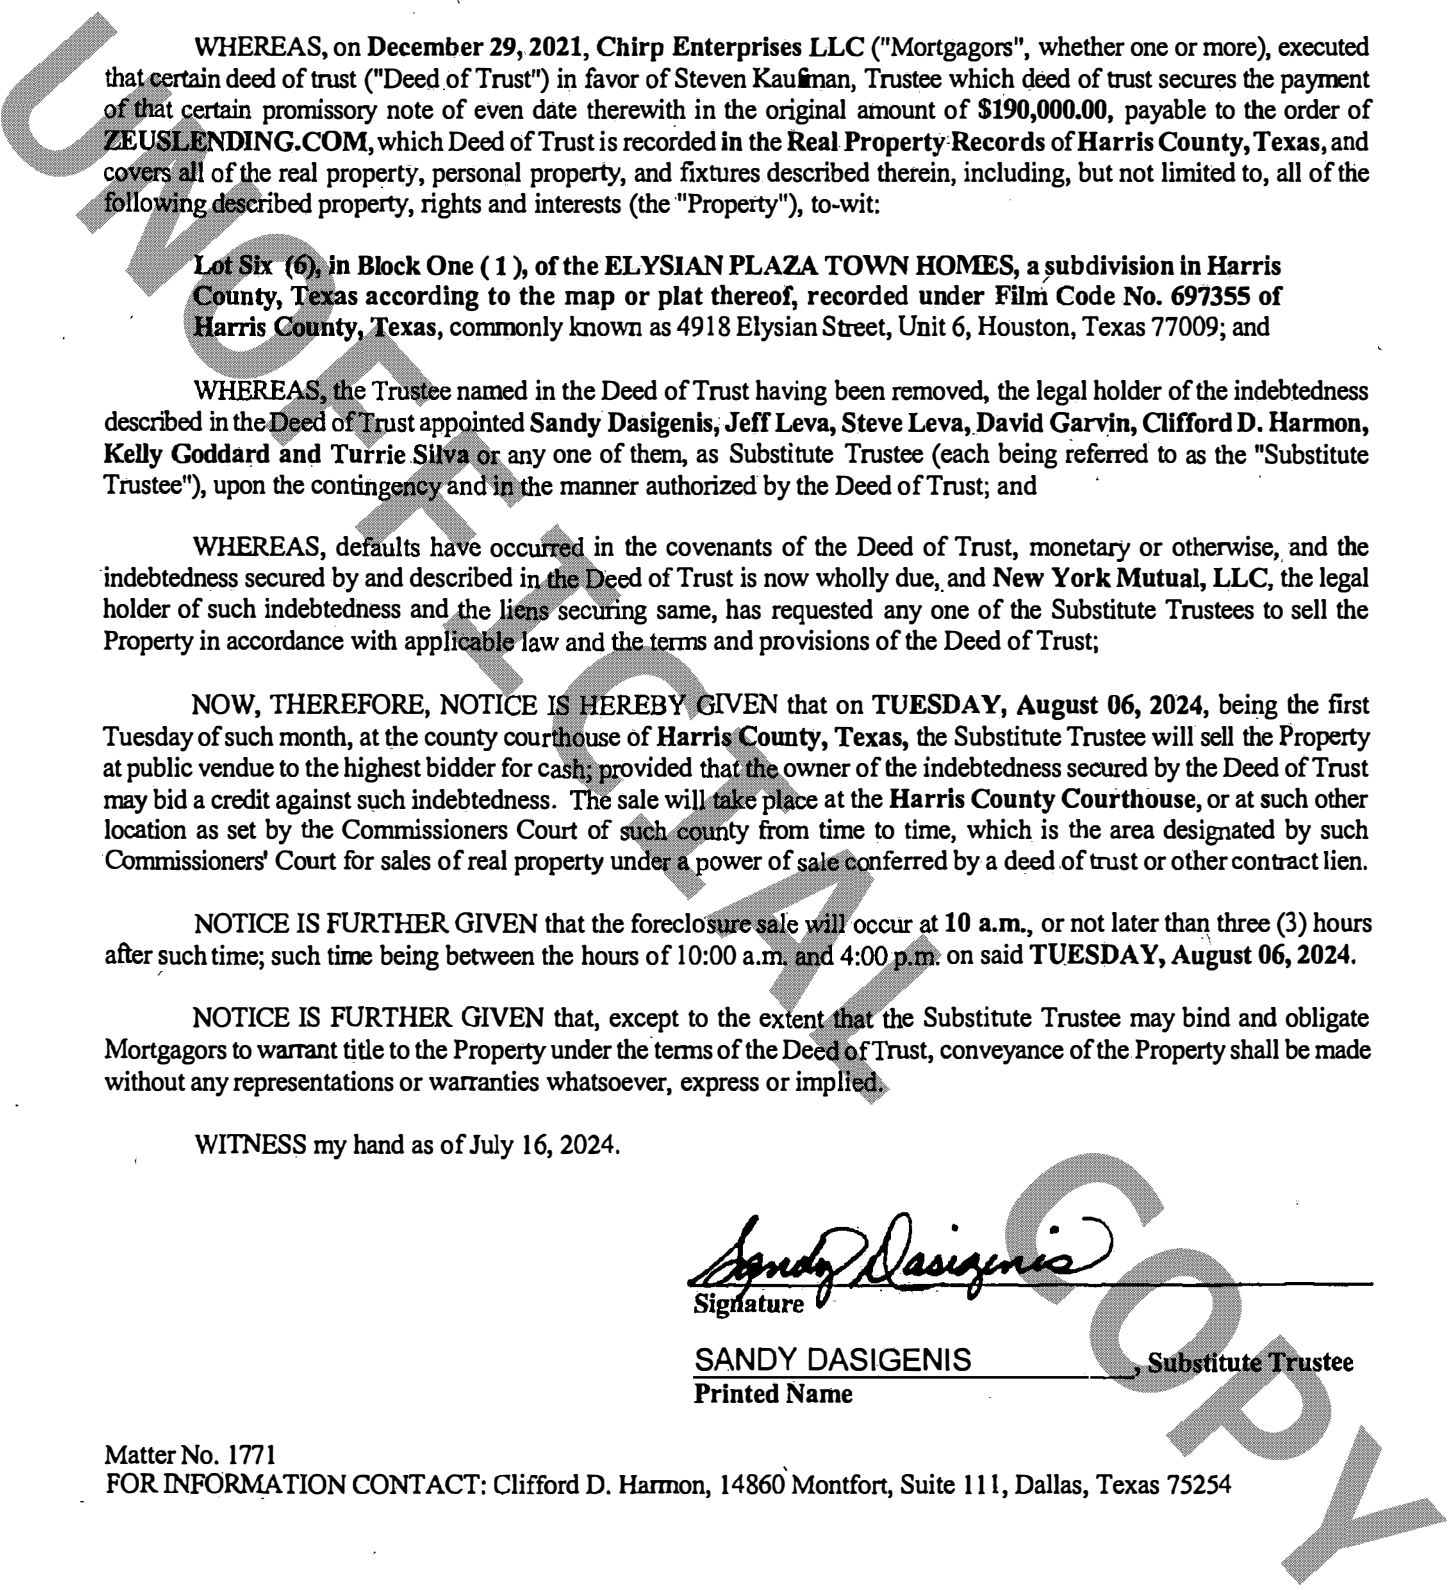 WHEREAS, on December 29, 2021, Chirp Enterprises LLC ("Mortgagors", whether one or more), executed
that certain deed of trust ("Deed of Trust") in favor of Steven Kaufman, Trustee which deed of trust secures the payment
of that certain promissory note of even date therewith in the original amount of $190,000.00, payable to the order of
ZEUSLENDING.COM, which Deed of Trust is recorded in the Real Property Records of Harris County, Texas, and
covers all of the real property, personal property, and fixtures described therein, including, but not limited to, all of the
following described property, rights and interests (the "Property"), to-wit:
Lot Six (6), in Block One ( 1 ), of the ELYSIAN PLAZA TOWN HOMES, a subdivision in Harris
County, Texas according to the map or plat thereof, recorded under Film Code No. 697355 of
Harris County, Texas, commonly known as 4918 Elysian Street, Unit 6, Houston, Texas 77009; and
WHEREAS, the Trustee named in the Deed of Trust having been removed, the legal holder of the indebtedness
described in the Deed of Trust appointed Sandy Dasigenis, Jeff Leva, Steve Leva, David Garvin, Clifford D. Harmon,
Kelly Goddard and Turrie Silva or any one of them, as Substitute Trustee (each being referred to as the "Substitute
Trustee"), upon the contingency and in the manner authorized by the Deed of Trust; and
WHEREAS, defaults have occurred in the covenants of the Deed of Trust, monetary or otherwise, and the
indebtedness secured by and described in the Deed of Trust is now wholly due, and New York Mutual, LLC, the legal
holder of such indebtedness and the liens securing same, has requested any one of the Substitute Trustees to sell the
Property in accordance with applicable law and the terms and provisions of the Deed of Trust;
NOW, THEREFORE, NOTICE IS HEREBY GIVEN that on TUESDAY, August 06, 2024, being the first
Tuesday of such month, at the county courthouse of Harris County, Texas, the Substitute Trustee will sell the Property
at public vendue to the highest bidder for cash; provided that the owner of the indebtedness secured by the Deed of Trust
may bid a credit against such indebtedness. The sale will take place at the Harris County Courthouse, or at such other
location as set by the Commissioners Court of such county from time to time, which is the area designated by such
Commissioners' Court for sales of real property under a power of sale conferred by a deed of trust or other contract lien.
NOTICE IS FURTHER GIVEN that the foreclosure sale will occur at 10 a.m., or not later than three (3) hours
after such time; such time being between the hours of 10:00 a.m. and 4:00 p.m. on said TUESDAY, August 06, 2024.
NOTICE IS FURTHER GIVEN that, except to the extent that the Substitute Trustee may bind and obligate
Mortgagors to warrant title to the Property under the terms of the Deed of Trust, conveyance of the Property shall be made
without any representations or warranties whatsoever, express or implied.
WITNESS my hand as of July 16, 2024.
Sandy Dasigenis
Signature
SANDY DASIGENIS, Substitute Trustee
Printed Name
Matter No. 1771
FOR INFORMATION CONTACT: Clifford D. Harmon, 14860 Montfort, Suite 111, Dallas, Texas 75254
UNOFFICIAL COPY